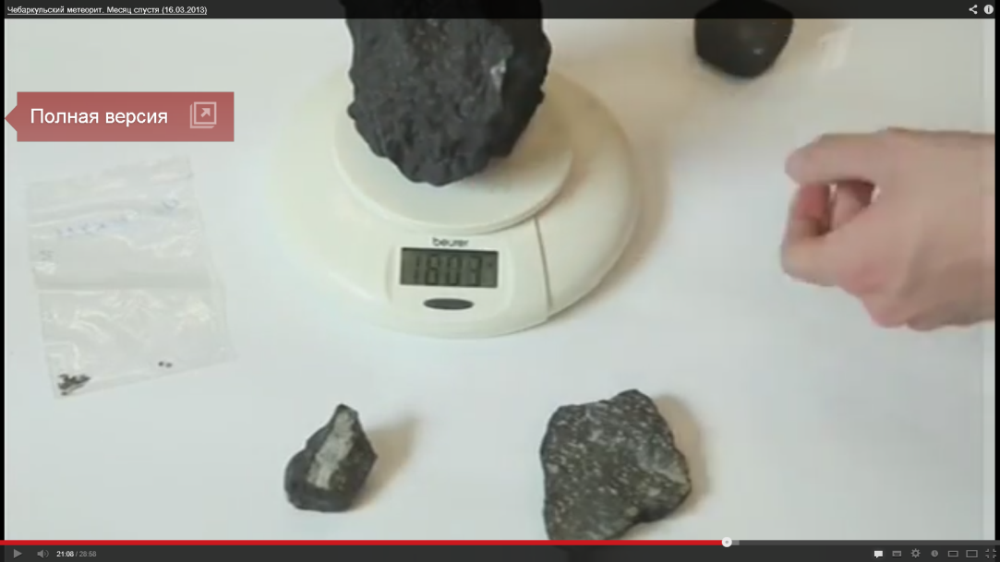 Чебаркульский метеорит. Месяц спустя (16.03.2013)
Полная версия
beurer
1803
21:08 / 28:58